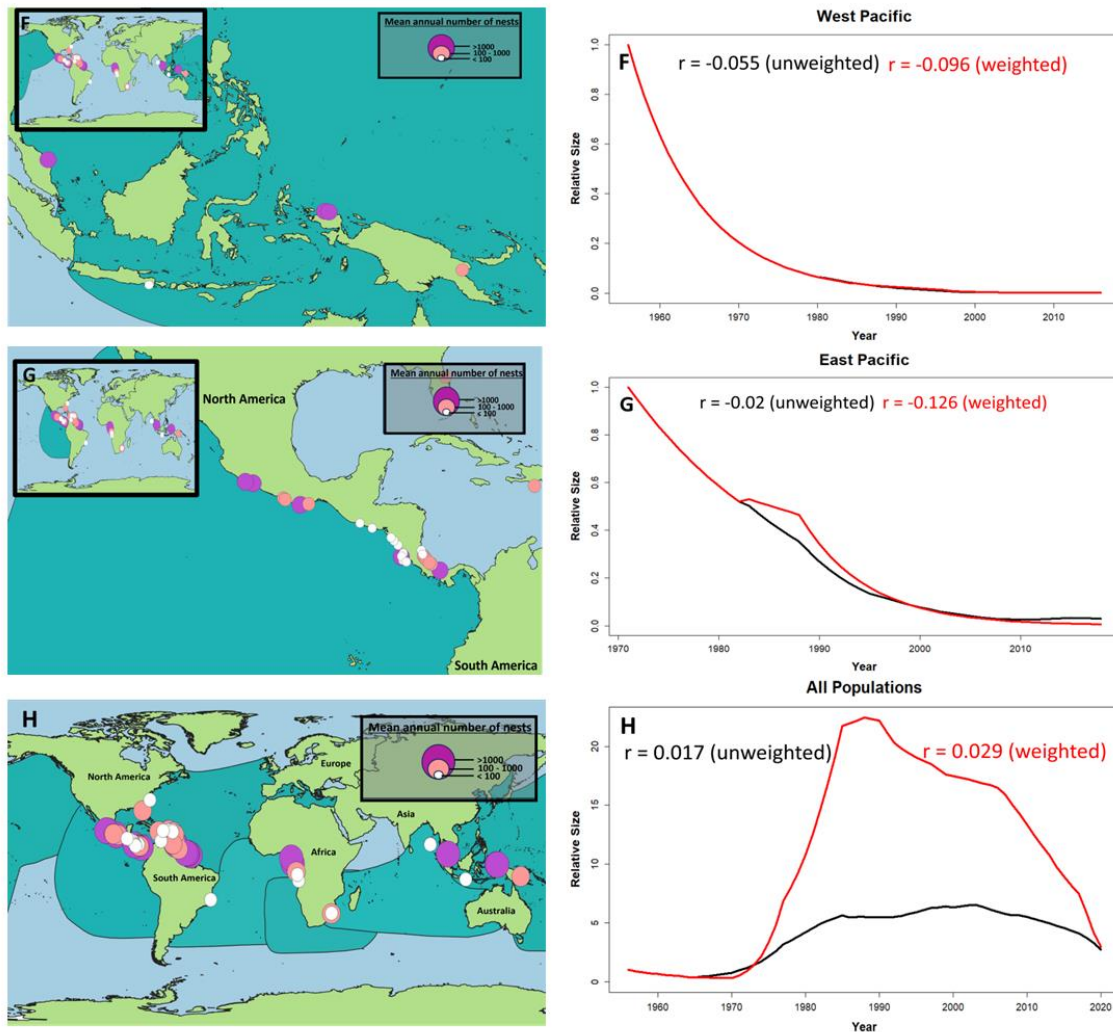 F
Mean annual number of nests
>1000
100 - 1000
< 100
West Pacific
F
r = -0.055 (unweighted) r = -0.096 (weighted)
Relative Size
1.0
0.8
0.6
0.4
0.2
0.0
1960 1970 1980 1990 2000 2010
Year
G
North America
South America
Mean annual number of nests
>1000
100 - 1000
< 100
East Pacific
G
r = -0.02 (unweighted) r = -0.126 (weighted)
Relative Size
1.0
0.8
0.6
0.4
0.2
0.0
1970 1980 1990 2000 2010
Year
H
Mean annual number of nests
>1000
100 - 1000
< 100
North America
Europe
Asia
Africa
South America
Australia
All Populations
H
r = 0.017 (unweighted) r = 0.029 (weighted)
Relative Size
20
15
10
5
0
1960 1970 1980 1990 2000 2010 2020
Year